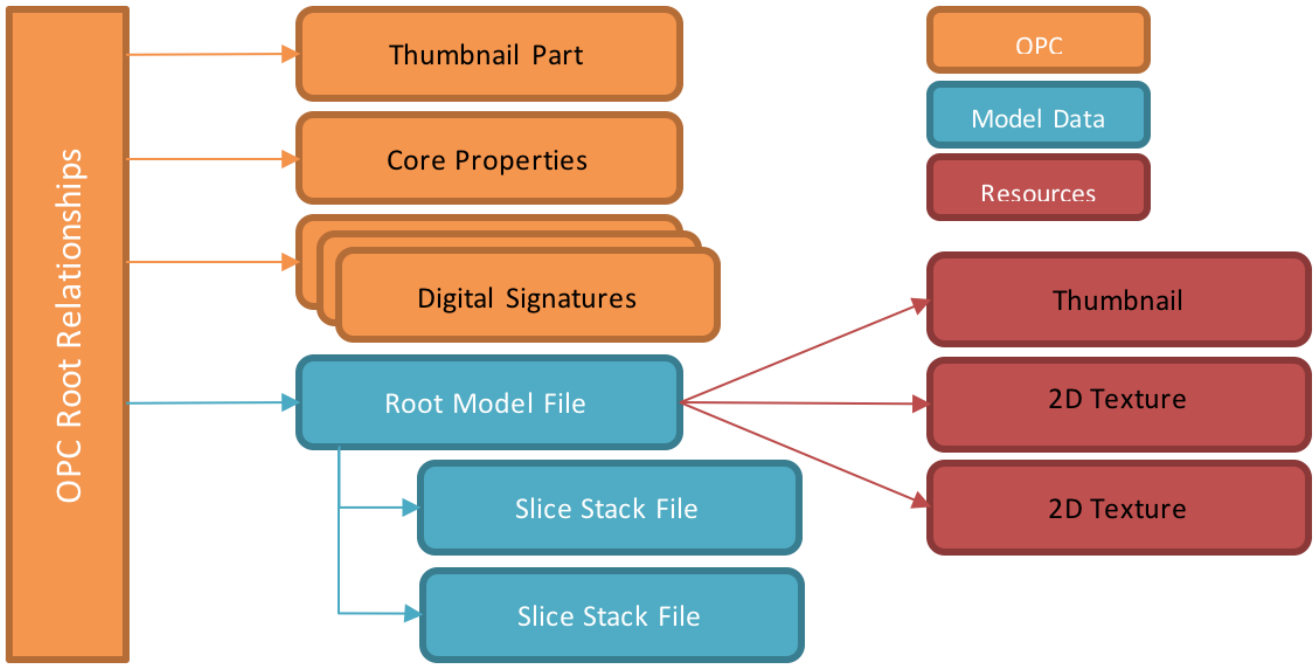 OPC Root Relationships
Thumbnail Part
Core Properties
Digital Signatures
Root Model File
Slice Stack File
Slice Stack File
OPC
Model Data
Resources
Thumbnail
2D Texture
2D Texture